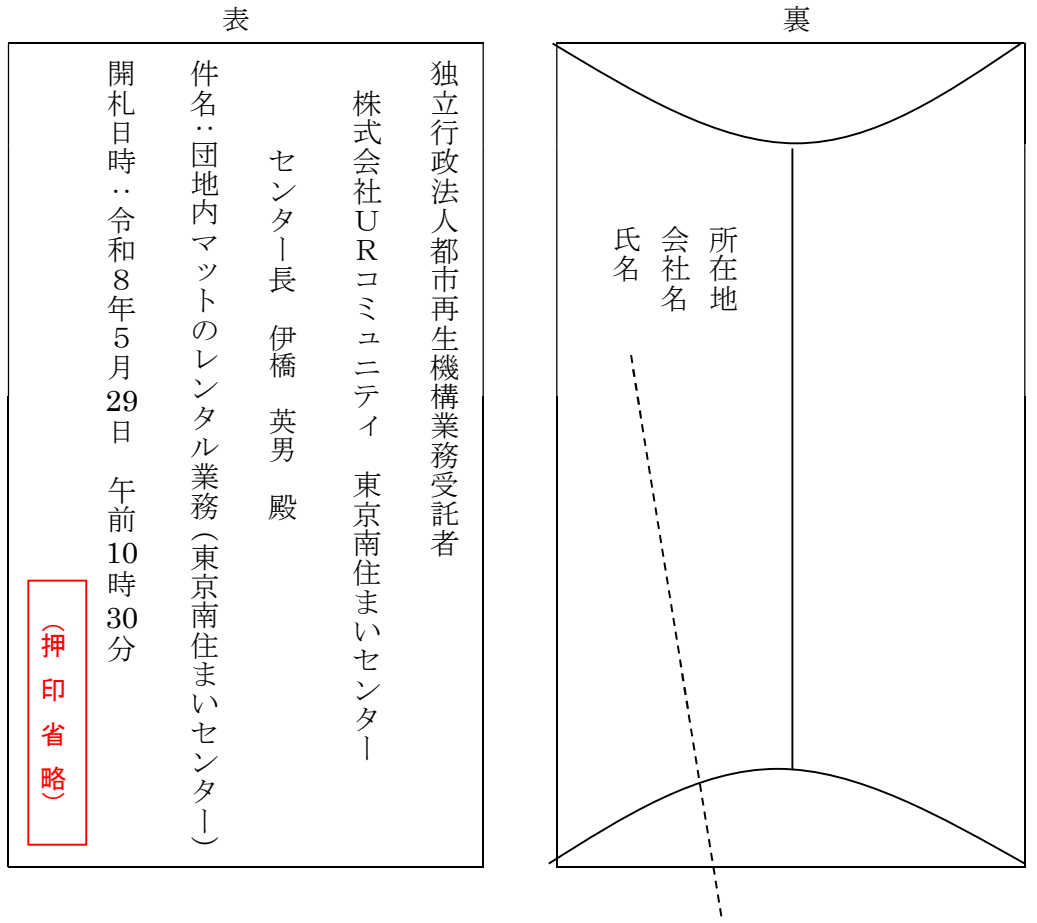 表
独立行政法人都市再生機構業務受託者
株式会社ＵＲコミュニティ　東京南住まいセンター
センター長　伊橋　英男　殿
件名：団地内マットのレンタル業務（東京南住まいセンター）
開札日時：令和８年５月29日　午前10時30分
（押印省略）
裏
所在地
会社名
氏名